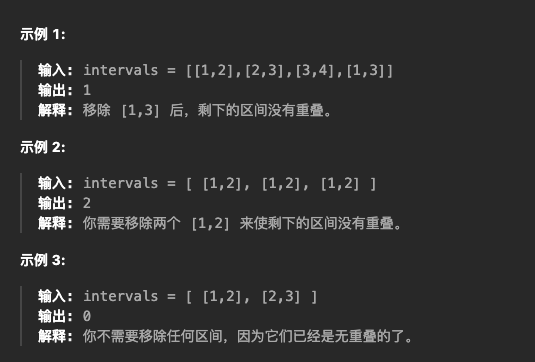 示例 1:
输入: intervals = [[1,2],[2,3],[3,4],[1,3]]
输出: 1
解释: 移除 [1,3] 后，剩下的区间没有重叠。
示例 2:
输入: intervals = [ [1,2], [1,2], [1,2] ]
输出: 2
解释: 你需要移除两个 [1,2] 来使剩下的区间没有重叠。
示例 3:
输入: intervals = [ [1,2], [2,3] ]
输出: 0
解释: 你不需要移除任何区间，因为它们已经是无重叠的了。